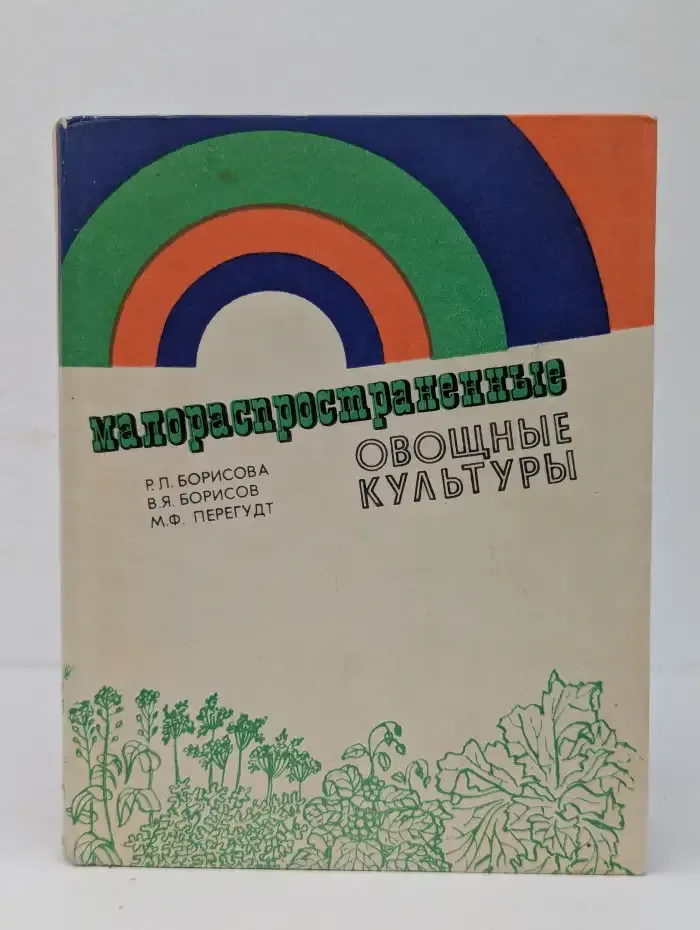 малораспространенные
ОВОЩНЫЕ
КУЛЬТУРЫ
Р.Л. БОРИСОВА
В.Я. БОРИСОВ
М.Ф. ПЕРЕГУДТ